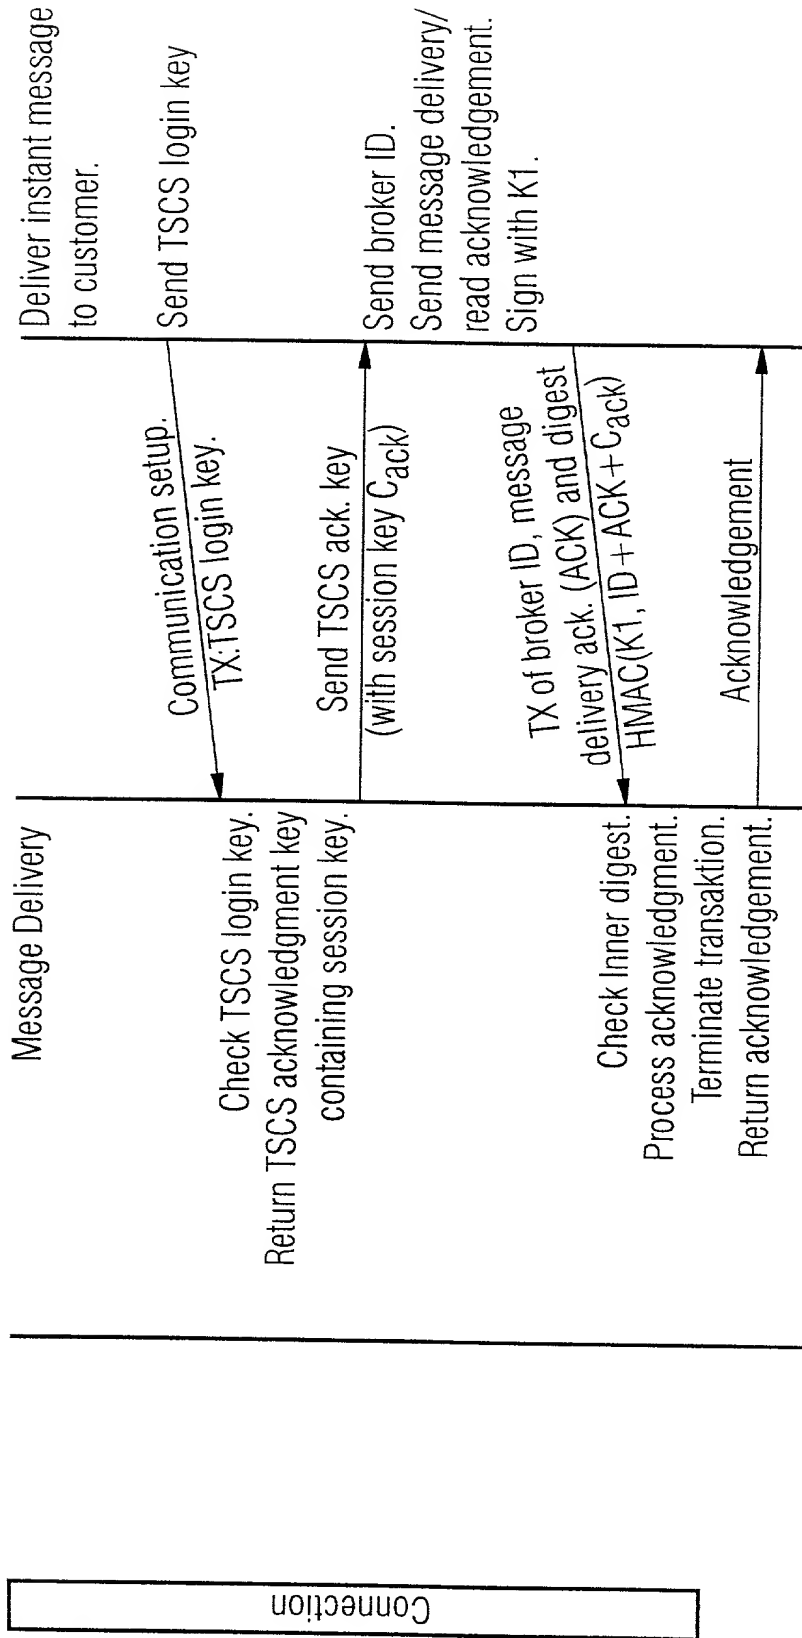 Deliver instant message
to customer.
Send TSCS login key
Send broker ID.
Send message delivery/
read acknowledgement.
Sign with K1.
Communication setup.
TX:TSCS login key.
Send TSCS ack. key
(with session key Cack)
TX of broker ID, message
delivery ack. (ACK) and digest
HMAC(K1, ID+ACK+Cack)
Acknowledgement
Message Delivery
Check TSCS login key.
Return TSCS acknowledgment key
containing session key.
Check Inner digest.
Process acknowledgment.
Terminate transaktion.
Return acknowledgement.
Connection